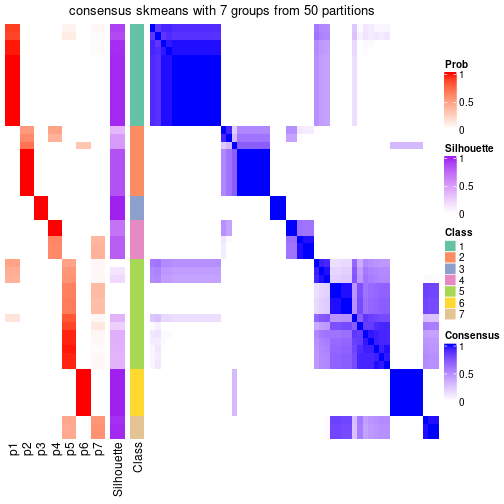 consensus skmeans with 7 groups from 50 partitions
Prob
1
0.5
0
Silhouette
1
0.5
0
Class
1
2
3
4
5
6
7
Consensus
1
0.5
0
p1
p2
p3
p4
p5
p6
p7
Silhouette
Class